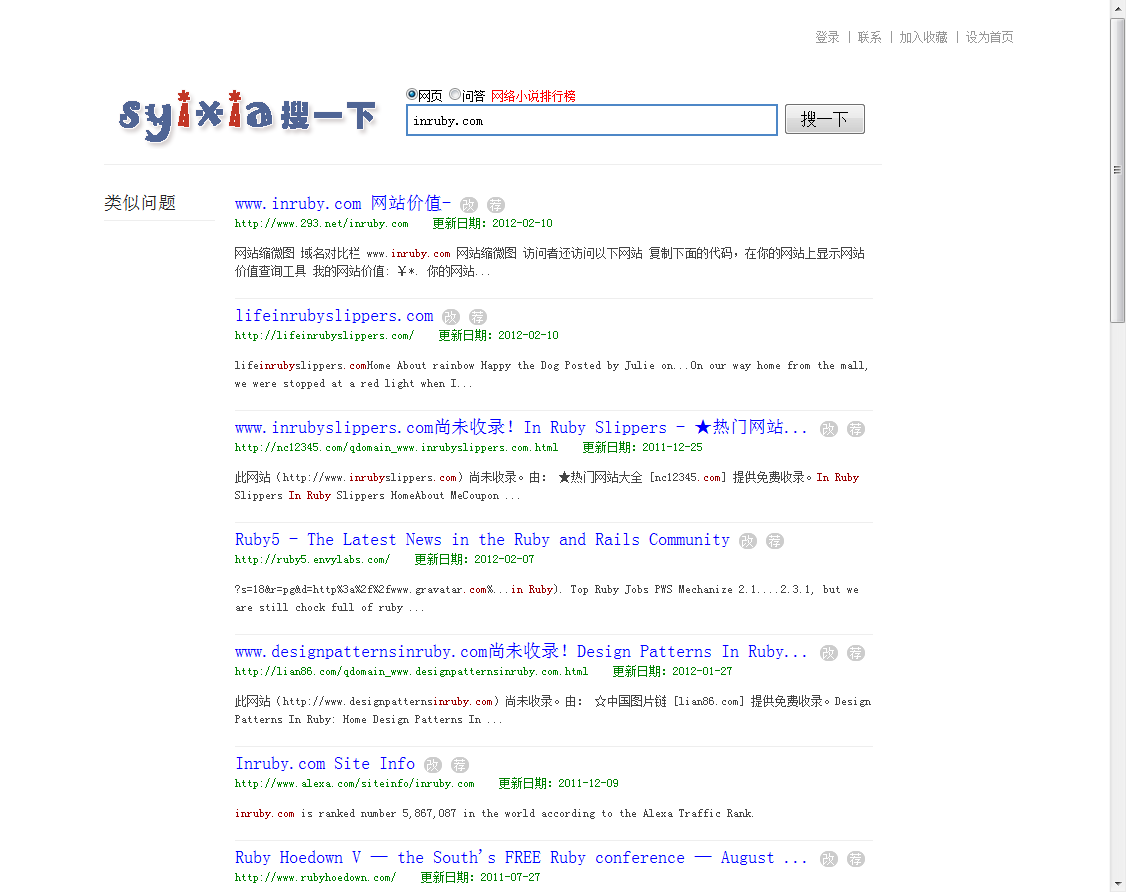 登录 | 联系 | 加入收藏 | 设为首页
syixia搜一下
网页 问答 网络小说排行榜
inruby.com 搜一下
类似问题
www.inruby.com 网站价值- 改 荐
http://www.293.net/inruby.com 更新日期: 2012-02-10
网站缩微图 域名对比栏 www.inruby.com 网站缩微图 访问者还访问以下网站 复制下面的代码，在你的网站上显示网站
价值查询工具 我的网站价值: ￥*. 你的网站...
lifeinrubyslippers.com 改 荐
http://lifeinrubyslippers.com/ 更新日期: 2012-02-10
lifeinrubyslippers.comHome About rainbow Happy the Dog Posted by Julie on...On our way home from the mall,
we were stopped at a red light when I...
www.inrubyslippers.com尚未收录! In Ruby Slippers - ★热门网站... 改 荐
http://nc12345.com/qdomain_www.inrubyslippers.com.html 更新日期: 2011-12-25
此网站（http://www.inrubyslippers.com）尚未收录。由： ★热门网站大全 [nc12345.com] 提供免费收录。In Ruby
Slippers In Ruby Slippers HomeAbout MeCoupon ...
Ruby5 - The Latest News in the Ruby and Rails Community 改 荐
http://ruby5.envylabs.com/ 更新日期: 2012-02-07
?s=18&r=pg&d=http%3a%2f%2fwww.gravatar.com%...in Ruby). Top Ruby Jobs PWS Mechanize 2.1....2.3.1, but we
are still chock full of ruby ...
www.designpatternsinruby.com尚未收录! Design Patterns In Ruby... 改 荐
http://lian86.com/qdomain_www.designpatternsinruby.com.html 更新日期: 2012-01-27
此网站（http://www.designpatternsinruby.com）尚未收录。由： ☆中国图片链 [lian86.com] 提供免费收录。Design
Patterns In Ruby: Home Design Patterns In ...
Inruby.com Site Info 改 荐
http://www.alexa.com/siteinfo/inruby.com 更新日期: 2011-12-09
inruby.com is ranked number 5,867,087 in the world according to the Alexa Traffic Rank.
Ruby Hoedown V — the South's FREE Ruby conference — August ... 改 荐
http://www.rubyhoedown.com/ 更新日期: 2011-07-27